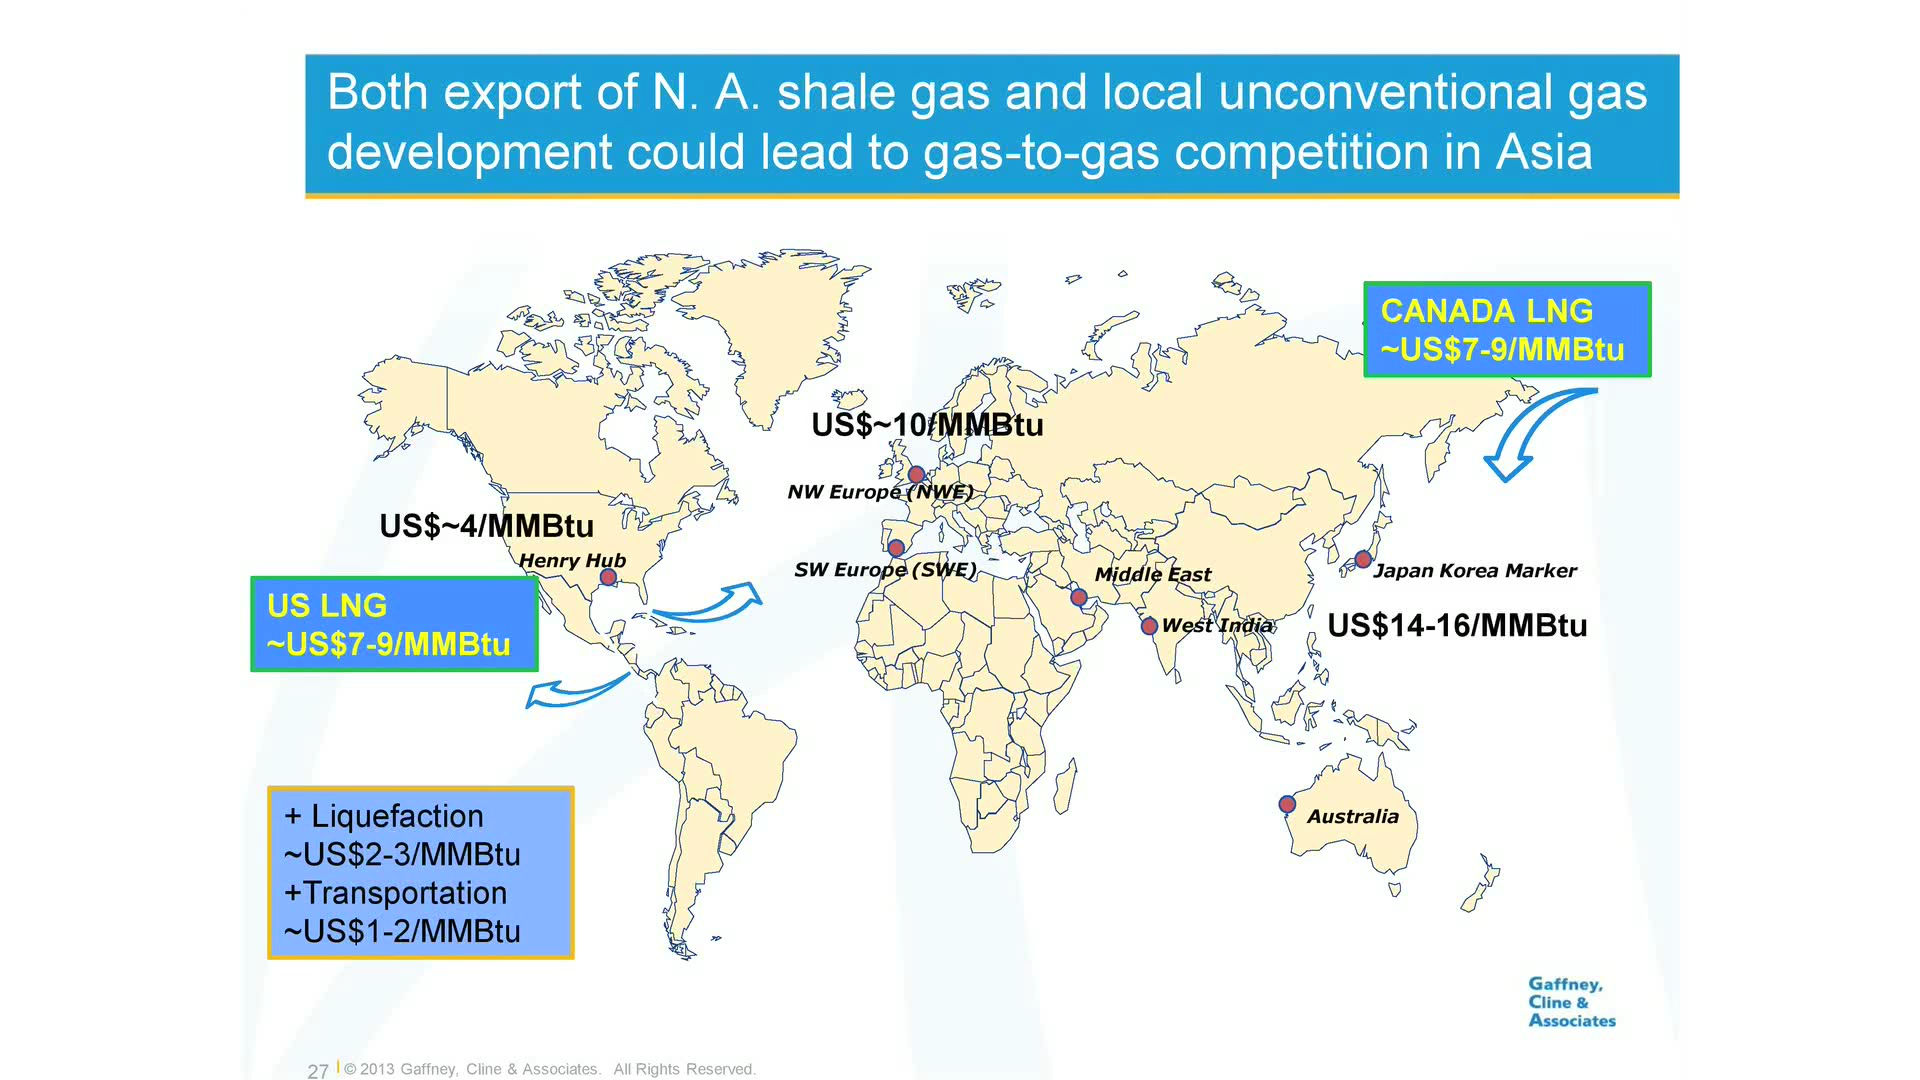 Both export of N. A. shale gas and local unconventional gas
development could lead to gas-to-gas competition in Asia
CANADA LNG
~US$7-9/MMBtu
US$~10/MMBtu
NW Europe (NWE)
US$~4/MMBtu
Henry Hub
SW Europe (SWE)
Middle East
Japan Korea Marker
US LNG
~US$7-9/MMBtu
West India
US$14-16/MMBtu
+ Liquefaction
~US$2-3/MMBtu
+Transportation
~US$1-2/MMBtu
Australia
Gaffney,
Cline &
Associates
27 © 2013 Gaffney, Cline & Associates. All Rights Reserved.